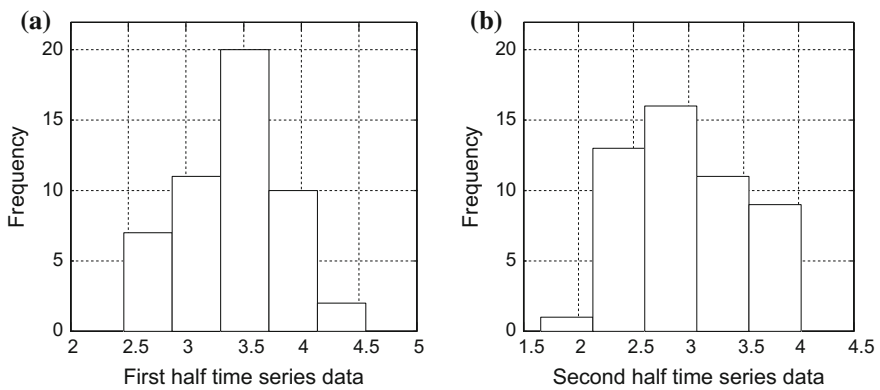 (a)
20
15
10
5
0
Frequency
2 2.5 3 3.5 4 4.5 5
First half time series data
(b)
20
15
10
5
0
Frequency
1.5 2 2.5 3 3.5 4 4.5
Second half time series data